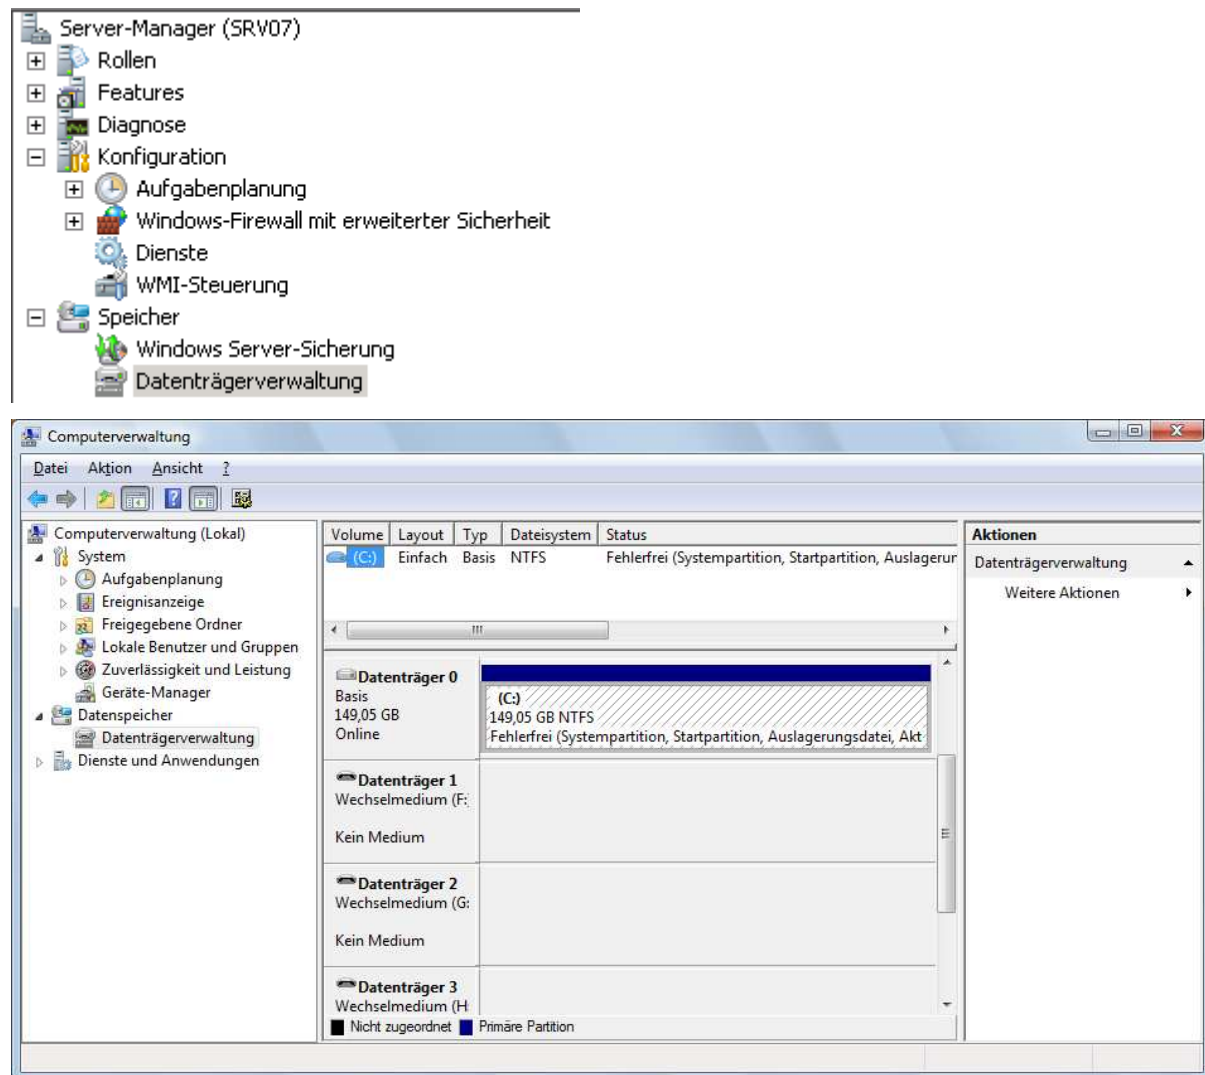 Server-Manager (SRV07)
Rollen
Features
Diagnose
Konfiguration
Aufgabenplanung
Windows-Firewall mit erweiterter Sicherheit
Dienste
WMI-Steuerung
Speicher
Windows Server-Sicherung
Datenträgerverwaltung
Computerverwaltung
Datei Aktion Ansicht ?
Computerverwaltung (Lokal)
System
Aufgabenplanung
Ereignisanzeige
Freigegebene Ordner
Lokale Benutzer und Gruppen
Zuverlässigkeit und Leistung
Geräte-Manager
Datenspeicher
Datenträgerverwaltung
Dienste und Anwendungen
Volume Layout Typ Dateisystem Status
(C:) Einfach Basis NTFS Fehlerfrei (Systempartition, Startpartition, Auslagerur
Datenträger 0
Basis
149,05 GB
Online
(C:)
149,05 GB NTFS
Fehlerfrei (Systempartition, Startpartition, Auslagerungsdatei, Akt
Datenträger 1
Wechselmedium (F:
Kein Medium
Datenträger 2
Wechselmedium (G:
Kein Medium
Datenträger 3
Wechselmedium (H
Nicht zugeordnet Primäre Partition
Aktionen
Datenträgerverwaltung
Weitere Aktionen